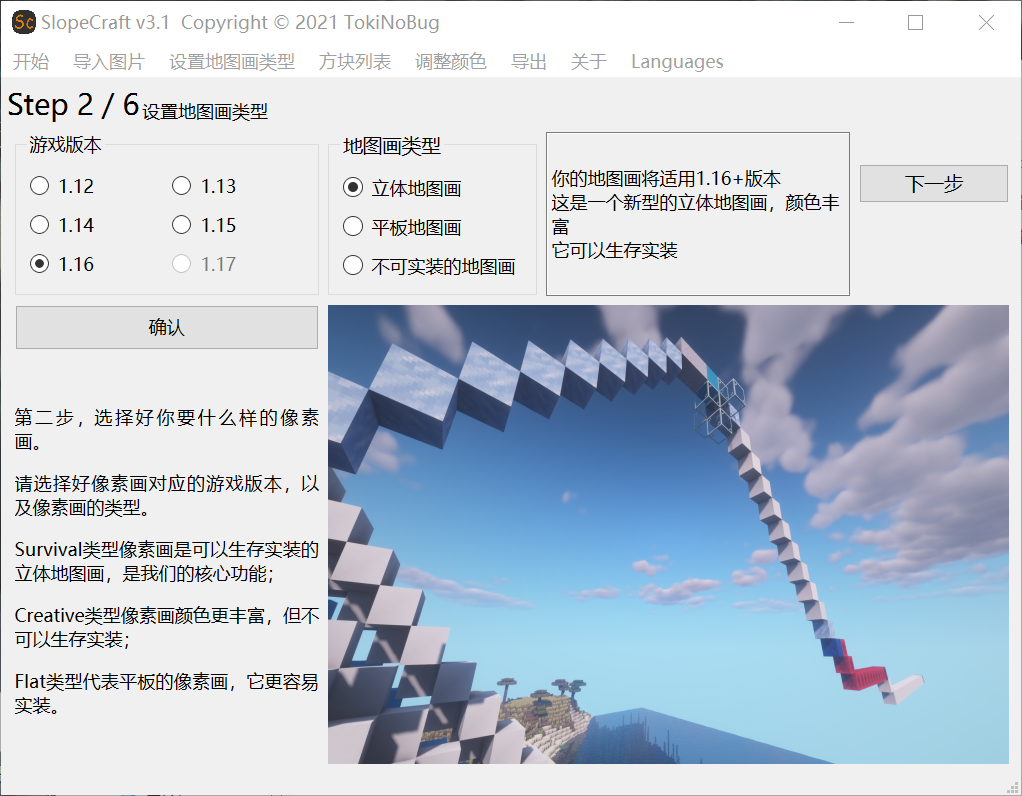 SlopeCraft v3.1 Copyright © 2021 TokiNoBug
开始 导入图片 设置地图画类型 方块列表 调整颜色 导出 关于 Languages
Step 2 / 6 设置地图画类型
游戏版本
1.12 1.13
1.14 1.15
1.16 1.17
地图画类型
立体地图画
平板地图画
不可实装的地图画
你的地图画将适用1.16+版本
这是一个新型的立体地图画，颜色丰
富
它可以生存实装
下一步
确认
第二步，选择好你要什么样的像素
画。
请选择好像素画对应的游戏版本，以
及像素画的类型。
Survival类型像素画是可以生存实装的
立体地图画，是我们的核心功能；
Creative类型像素画颜色更丰富，但不
可以生存实装；
Flat类型代表平板的像素画，它更容易
实装。